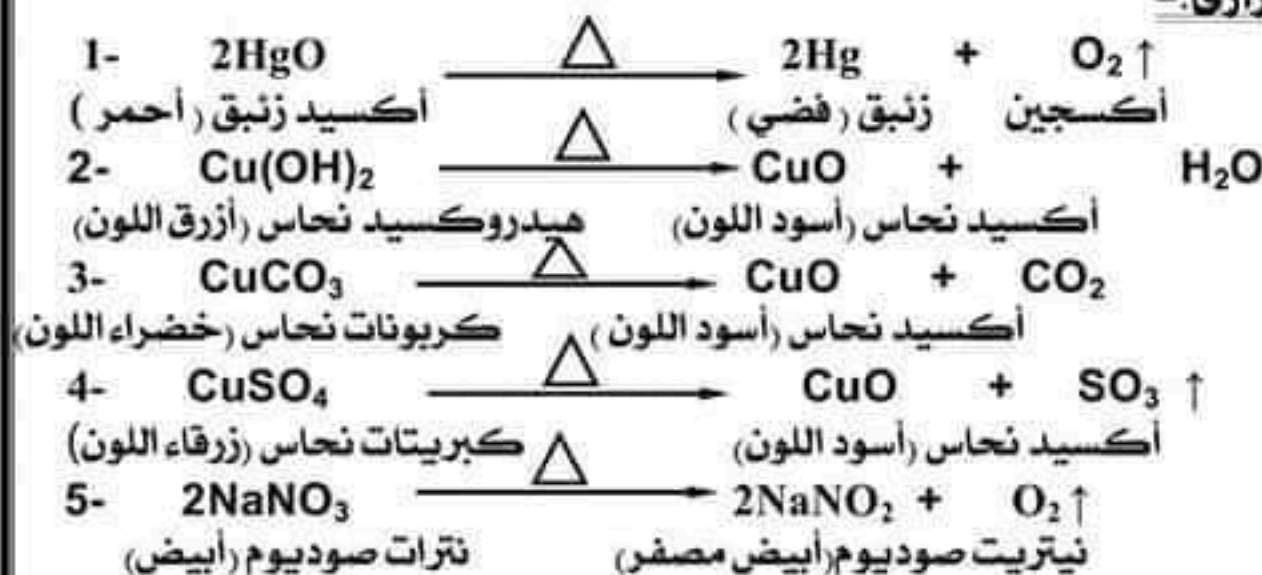 1- 2HgO △ 2Hg + O₂ ↑
أكسيد زئبق (أحمر) زئبق (فضي) أكسجين
2- Cu(OH)₂ △ CuO + H₂O
هيدروكسيد نحاس (أزرق اللون) أكسيد نحاس (أسود اللون)
3- CuCO₃ △ CuO + CO₂
كربونات نحاس (خضراء اللون) أكسيد نحاس (أسود اللون)
4- CuSO₄ △ CuO + SO₃ ↑
كبريتات نحاس (زرقاء اللون) أكسيد نحاس (أسود اللون)
5- 2NaNO₃ △ 2NaNO₂ + O₂ ↑
نترات صوديوم (أبيض) نيتريت صوديوم (أبيض مصفر)